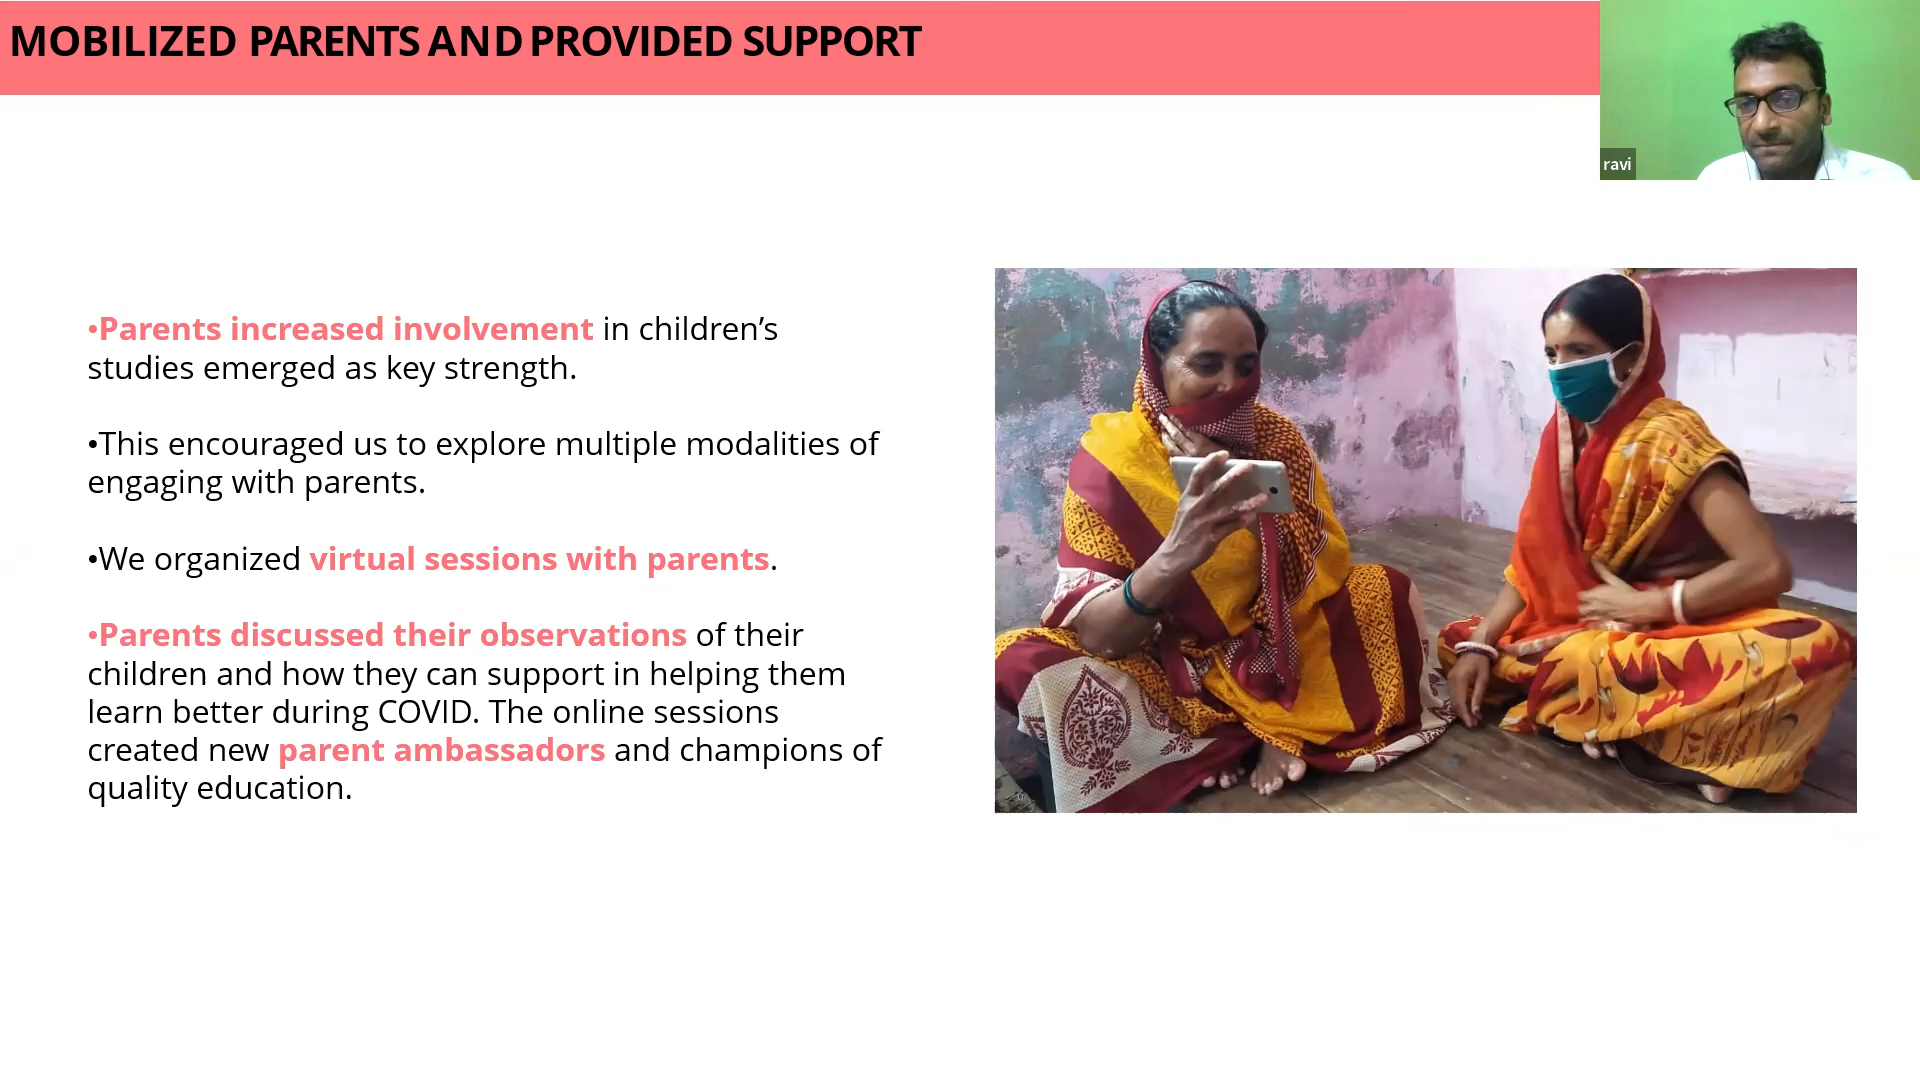 MOBILIZED PARENTS AND PROVIDED SUPPORT
ravi
•Parents increased involvement in children’s
studies emerged as key strength.
•This encouraged us to explore multiple modalities of
engaging with parents.
•We organized virtual sessions with parents.
•Parents discussed their observations of their
children and how they can support in helping them
learn better during COVID. The online sessions
created new parent ambassadors and champions of
quality education.